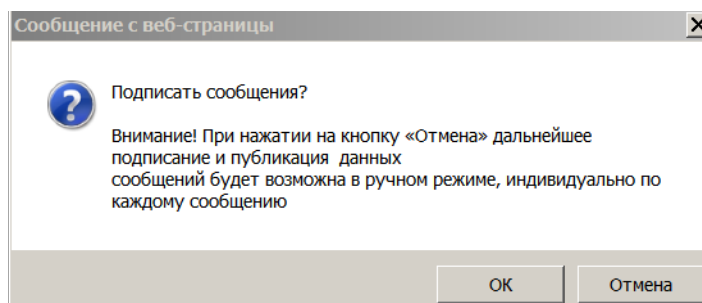 Сообщение с веб-страницы
Подписать сообщения?
Внимание! При нажатии на кнопку «Отмена» дальнейшее
подписание и публикация данных
сообщений будет возможна в ручном режиме, индивидуально по
каждому сообщению
ОК
Отмена